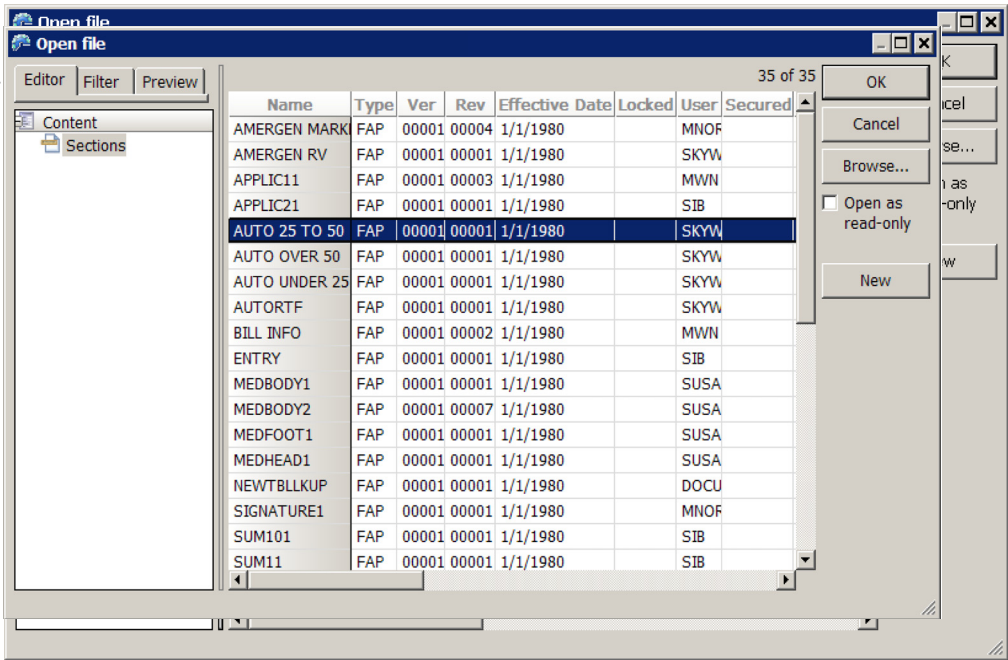 Open file
Open file
Editor Filter Preview
35 of 35
OK
Cancel
Browse...
Open as
read-only
New
Content
Sections
Name Type Ver Rev Effective Date Locked User Secured
AMERGEN MARK FAP 00001 00004 1/1/1980 MNOR
AMERGEN RV FAP 00001 00001 1/1/1980 SKYW
APPLIC11 FAP 00001 00003 1/1/1980 MWN
APPLIC21 FAP 00001 00001 1/1/1980 SIB
AUTO 25 TO 50 FAP 00001 00001 1/1/1980 SKYW
AUTO OVER 50 FAP 00001 00001 1/1/1980 SKYW
AUTO UNDER 25 FAP 00001 00001 1/1/1980 SKYW
AUTORTF FAP 00001 00001 1/1/1980 SKYW
BILL INFO FAP 00001 00002 1/1/1980 MWN
ENTRY FAP 00001 00001 1/1/1980 SIB
MEDBODY1 FAP 00001 00001 1/1/1980 SUSA
MEDBODY2 FAP 00001 00007 1/1/1980 SUSA
MEDFOOT1 FAP 00001 00001 1/1/1980 SUSA
MEDHEAD1 FAP 00001 00001 1/1/1980 SUSA
NEWTBLLKUP FAP 00001 00001 1/1/1980 DOCU
SIGNATURE1 FAP 00001 00001 1/1/1980 MNOR
SUM101 FAP 00001 00001 1/1/1980 SIB
SUM11 FAP 00001 00001 1/1/1980 SIB
K
cel
se...
as
-only
w